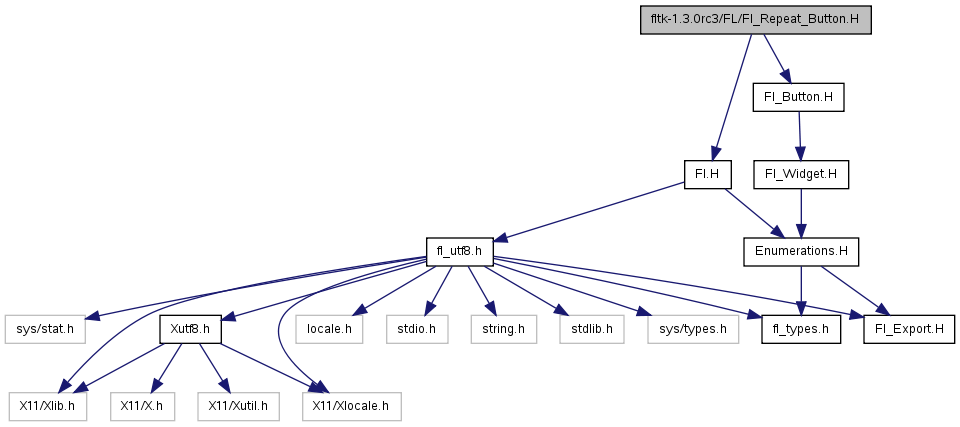 fltk-1.3.0rc3/FL/Fl_Repeat_Button.H
Fl_Button.H
Fl.H
Fl_Widget.H
fl_utf8.h
Enumerations.H
sys/stat.h
Xutf8.h
locale.h
stdio.h
string.h
stdlib.h
sys/types.h
fl_types.h
Fl_Export.H
X11/Xlib.h
X11/X.h
X11/Xutil.h
X11/Xlocale.h